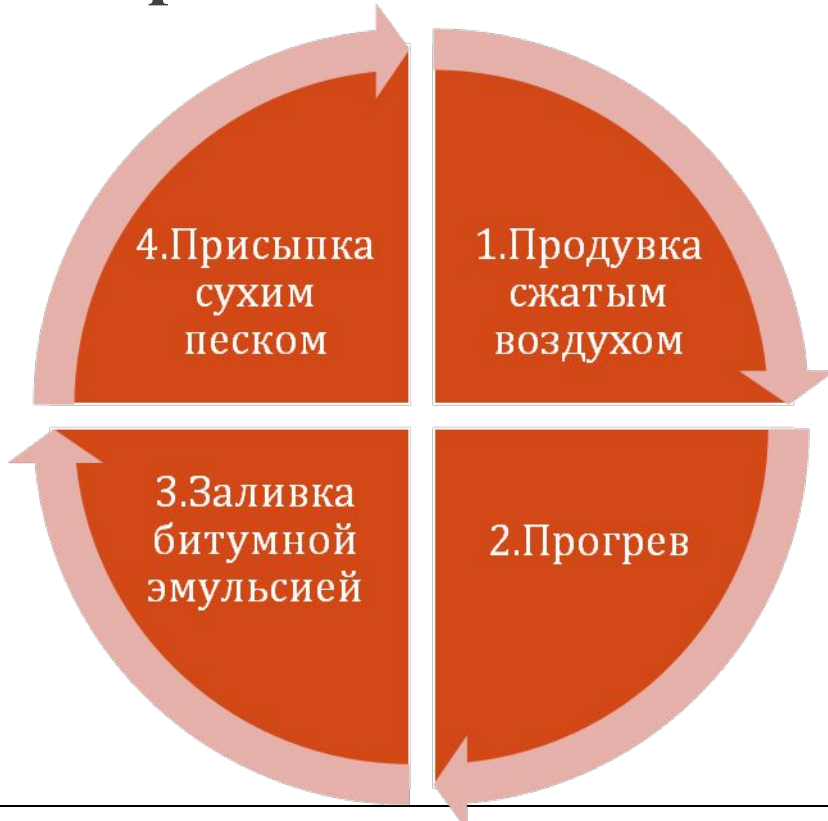 1.Продувка
сжатым
воздухом
2.Прогрев
3.Заливка
битумной
эмульсией
4.Присыпка
сухим
песком